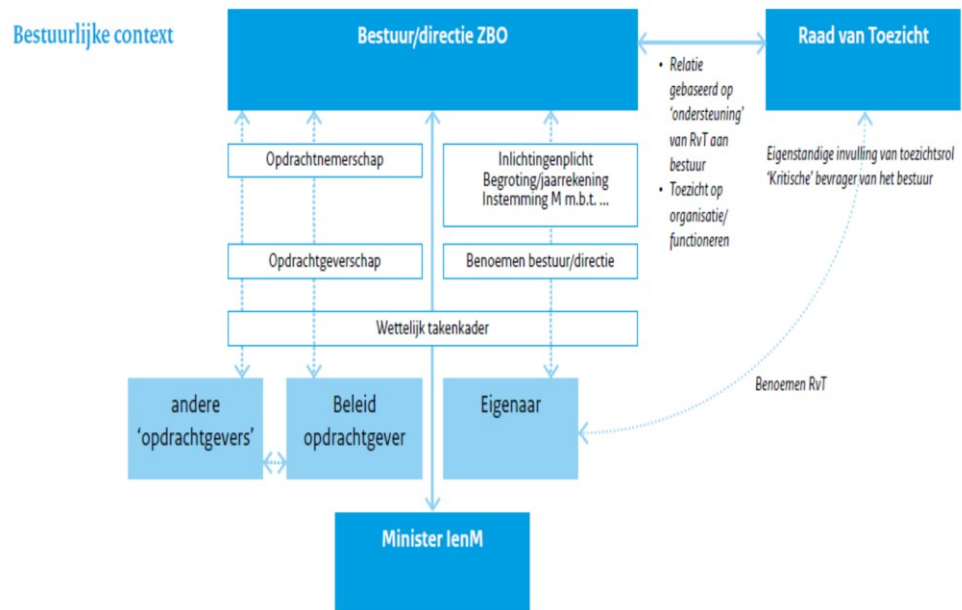 Bestuurlijke context
Bestuur/directie ZBO
Raad van Toezicht
• Relatie
gebaseerd op
‘ondersteuning’
van RvT aan
bestuur
• Toezicht op
organisatie/
functioneren
Eigenstandige invulling van toezichtsrol
‘Kritische’ bevrager van het bestuur
Opdrachtnemerschap
Inlichtingenplicht
Begroting/jaarrekening
Instemming M m.b.t. ...
Opdrachtgeverschap
Benoemen bestuur/directie
Wettelijk takenkader
Benoemen RvT
andere
‘opdrachtgevers’
Beleid
opdrachtgever
Eigenaar
Minister IenM